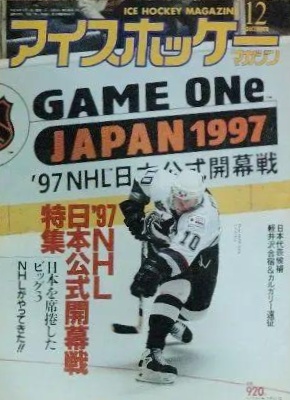 ICE HOCKEY MAGAZINE
12
アイスホッケー
マガジン
GAME ONe
JAPAN 1997
'97 NHL 日本公式開幕戦
'97 NHL
日本公式開幕戦
特集
日本を席捲した
ビッグ3
NHLがやってきた!!
10
日本代表候補
軽井沢合宿&カルガリー遠征
920